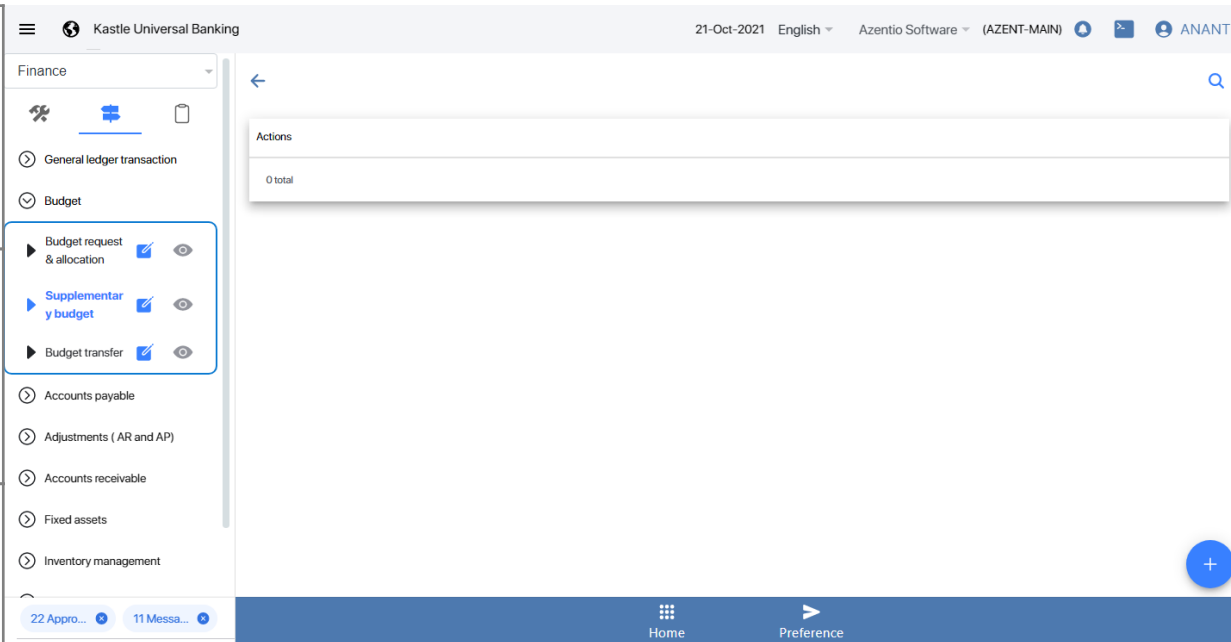 Kastle Universal Banking
21-Oct-2021 English Azentio Software (AZENT-MAIN) ANANT
Finance
General ledger transaction
Budget
Budget request
& allocation
Supplementar
y budget
Budget transfer
Accounts payable
Adjustments ( AR and AP)
Accounts receivable
Fixed assets
Inventory management
22 Appro...
11 Messa...
Actions
0 total
Home
Preference